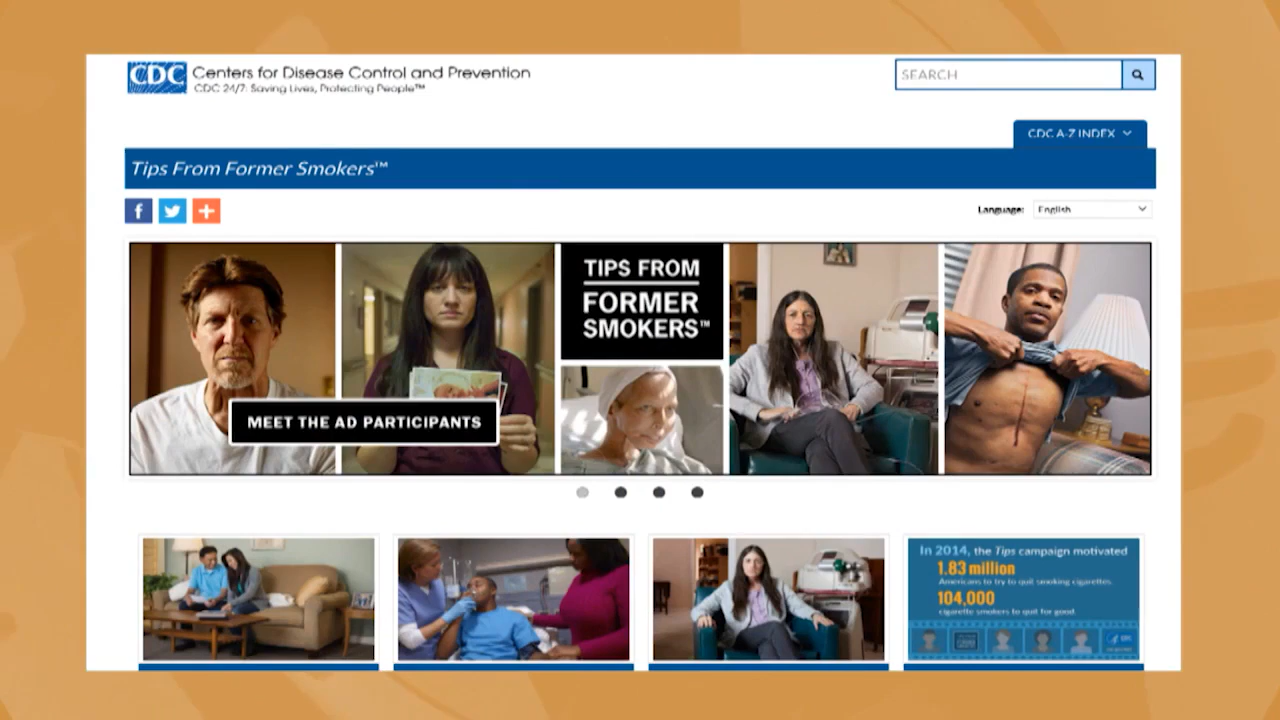 CDC
Centers for Disease Control and Prevention
CDC 24/7: Saving Lives, Protecting People™
SEARCH
CDC A-Z INDEX
Tips From Former Smokers™
f
Language:
English
TIPS FROM
FORMER
SMOKERS™
MEET THE AD PARTICIPANTS
In 2014, the Tips campaign motivated
1.83 million
Americans to try to quit smoking cigarettes.
104,000
cigarette smokers to quit for good.